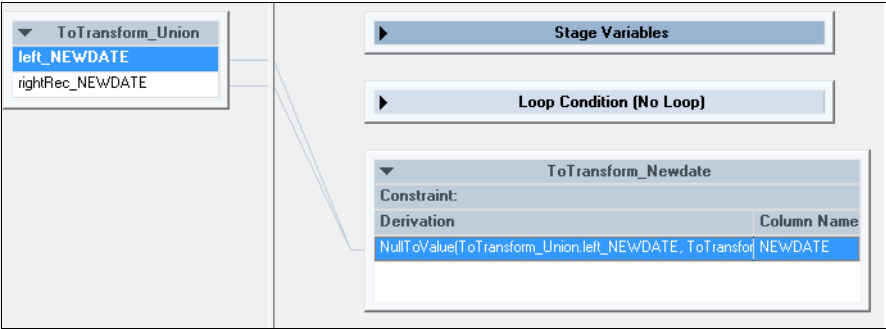 ToTransform_Union
left_NEWDATE
rightRec_NEWDATE
Stage Variables
Loop Condition (No Loop)
ToTransform_Newdate
Constraint:
Derivation Column Name
NullToValue(ToTransform_Union.left_NEWDATE, ToTransfor NEWDATE